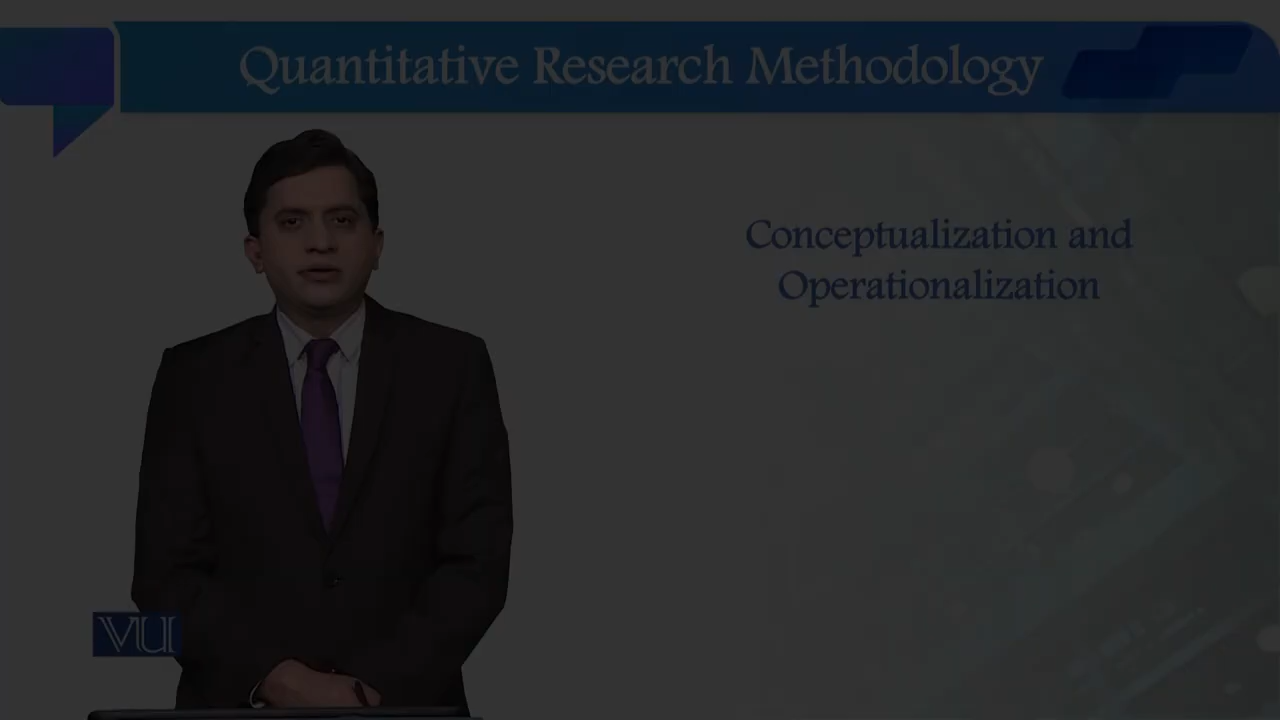 Quantitative Research Methodology
Conceptualization and
Operationalization
VU